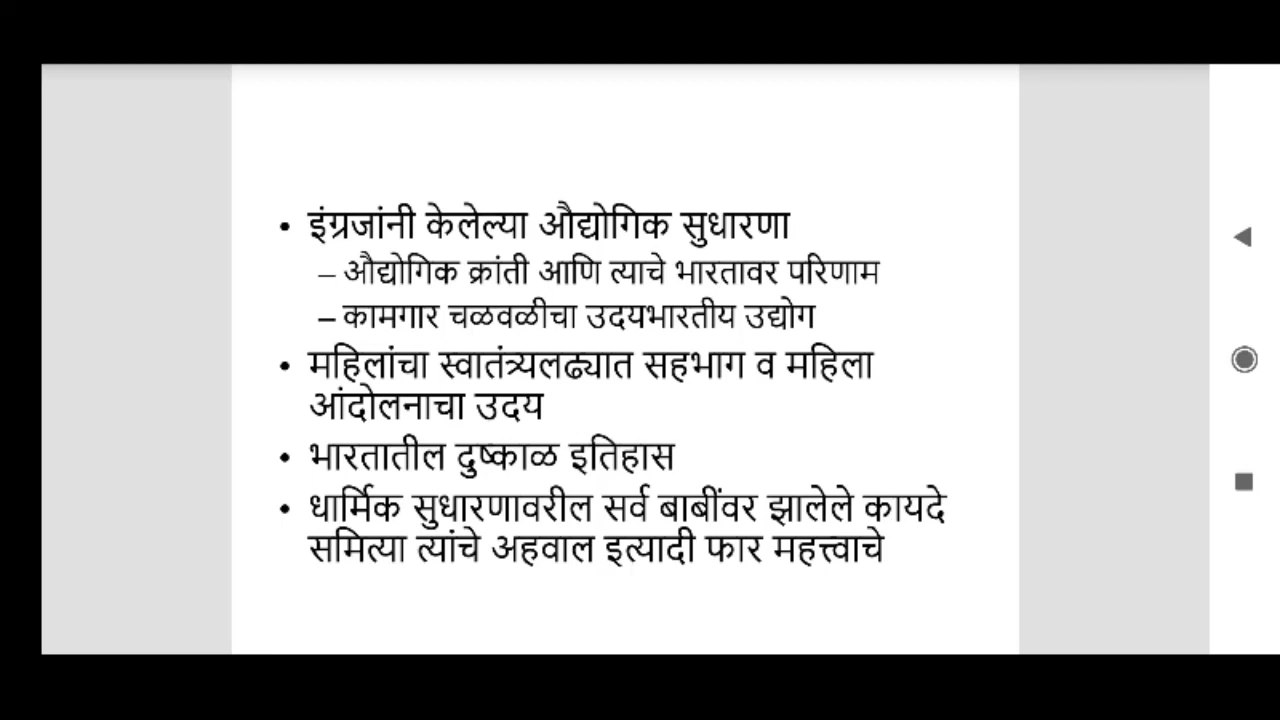 • इंग्रजांनी केलेल्या औद्योगिक सुधारणा
– औद्योगिक क्रांती आणि त्याचे भारतावर परिणाम
– कामगार चळवळीचा उदयभारतीय उद्योग
• महिलांचा स्वातंत्र्यलढ्यात सहभाग व महिला
आंदोलनाचा उदय
• भारतातील दुष्काळ इतिहास
• धार्मिक सुधारणावरील सर्व बाबींवर झालेले कायदे
समित्या त्यांचे अहवाल इत्यादी फार महत्त्वाचे